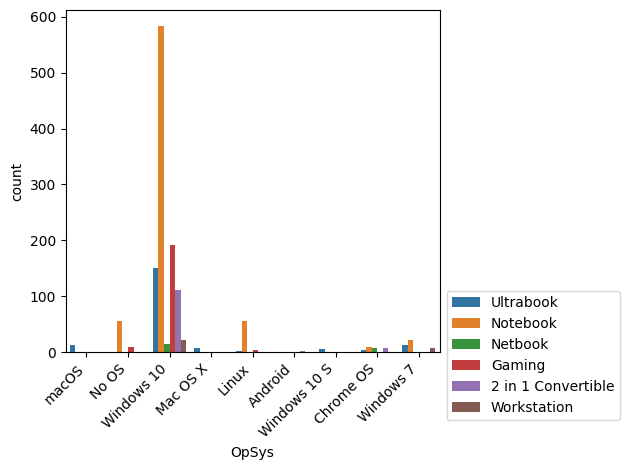 600
500
400
300
200
100
0
count
macOS
No OS
Windows 10
Mac OS X
Linux
Android
Windows 10 S
Chrome OS
Windows 7
OpSys
Ultrabook
Notebook
Netbook
Gaming
2 in 1 Convertible
Workstation